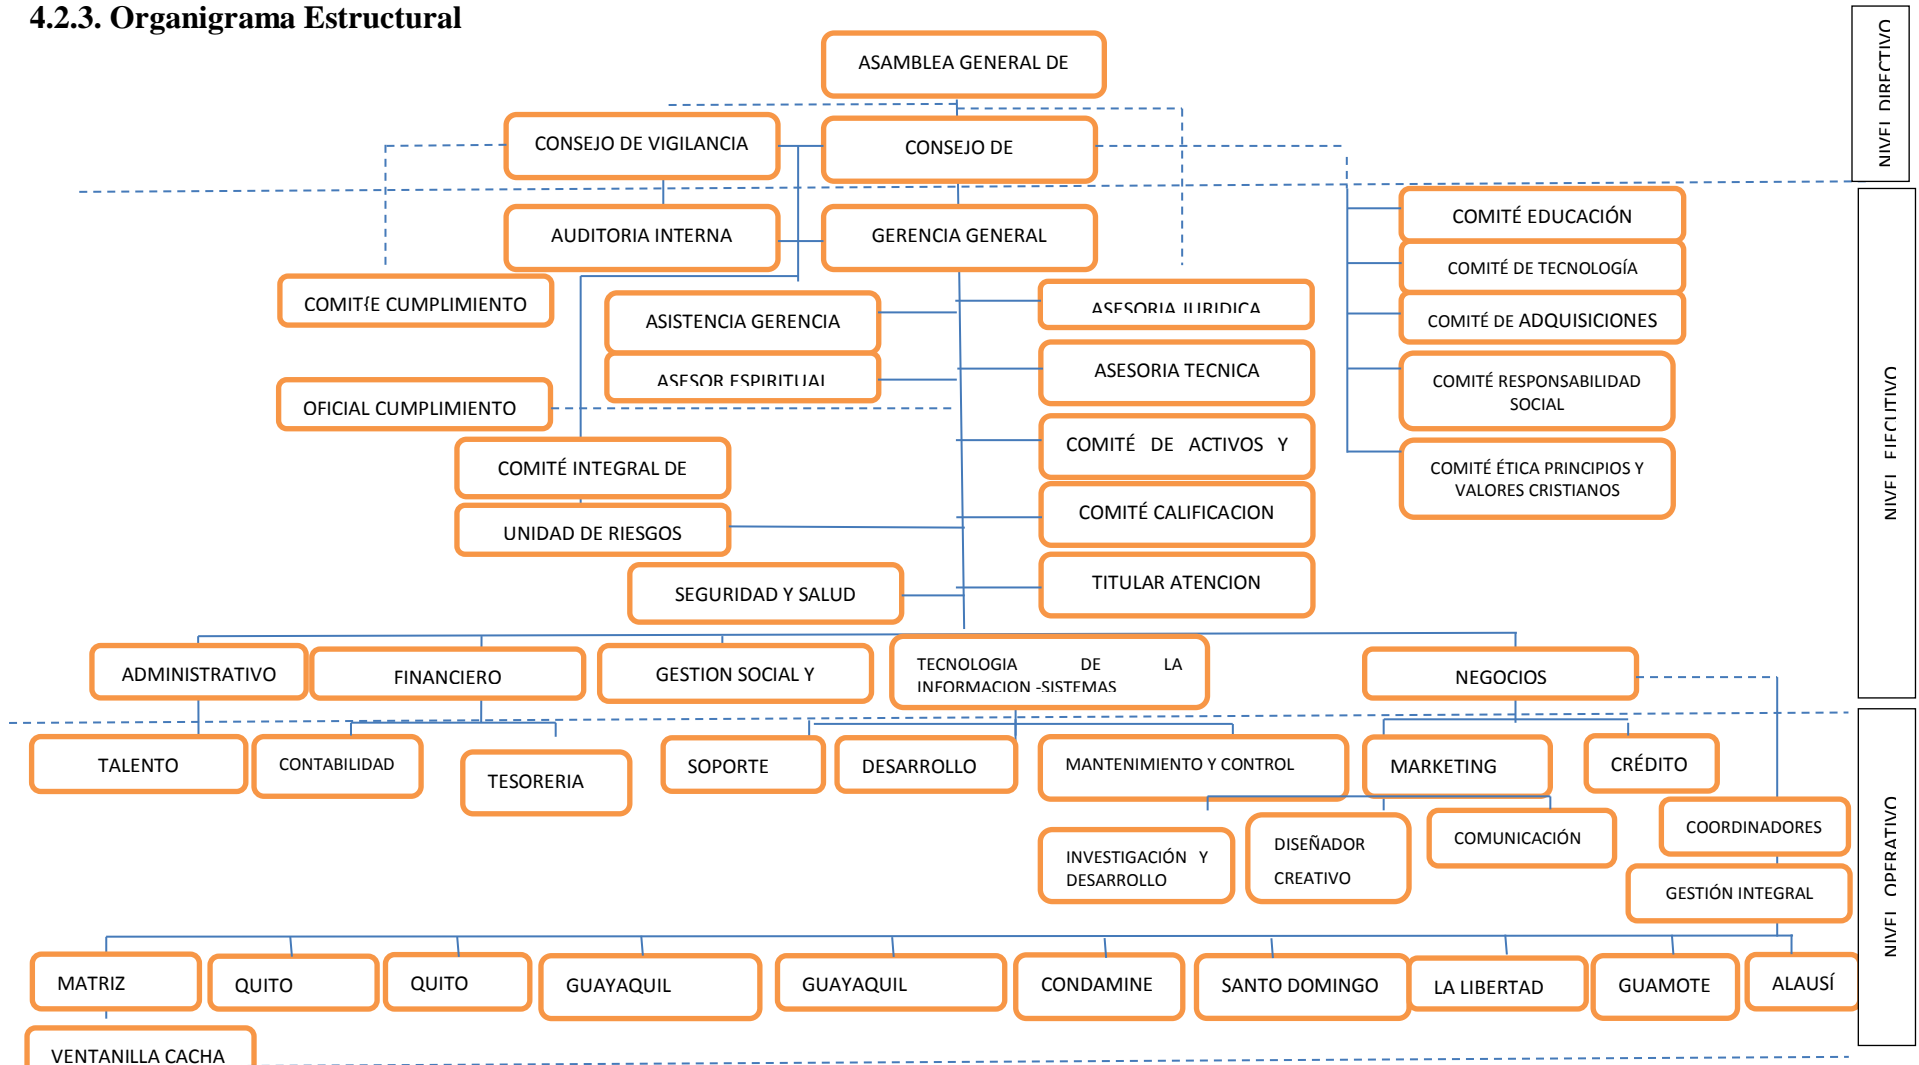 4.2.3. Organigrama Estructural
ASAMBLEA GENERAL DE
NIVEL DIRECTIVO
CONSEJO DE VIGILANCIA
CONSEJO DE
AUDITORIA INTERNA
GERENCIA GENERAL
COMITÉ EDUCACIÓN
COMITÉ DE TECNOLOGÍA
COMITÉ DE ADQUISICIONES
COMITÉ RESPONSABILIDAD
SOCIAL
COMITÉ ÉTICA PRINCIPIOS Y
VALORES CRISTIANOS
NIVEL EJECUTIVO
COMIT{E CUMPLIMIENTO
ASISTENCIA GERENCIA
ASESORIA JURIDICA
ASESOR ESPIRITUAL
ASESORIA TECNICA
OFICIAL CUMPLIMIENTO
COMITÉ DE ACTIVOS Y
COMITÉ INTEGRAL DE
COMITÉ CALIFICACION
UNIDAD DE RIESGOS
TITULAR ATENCION
SEGURIDAD Y SALUD
ADMINISTRATIVO
FINANCIERO
GESTION SOCIAL Y
TECNOLOGIA DE LA
INFORMACION -SISTEMAS
NEGOCIOS
TALENTO
CONTABILIDAD
TESORERIA
SOPORTE
DESARROLLO
MANTENIMIENTO Y CONTROL
MARKETING
CRÉDITO
COORDINADORES
INVESTIGACIÓN Y
DESARROLLO
DISEÑADOR
CREATIVO
COMUNICACIÓN
GESTIÓN INTEGRAL
NIVEL OPERATIVO
MATRIZ
QUITO
QUITO
GUAYAQUIL
GUAYAQUIL
CONDAMINE
SANTO DOMINGO
LA LIBERTAD
GUAMOTE
ALAUSÍ
VENTANILLA CACHA